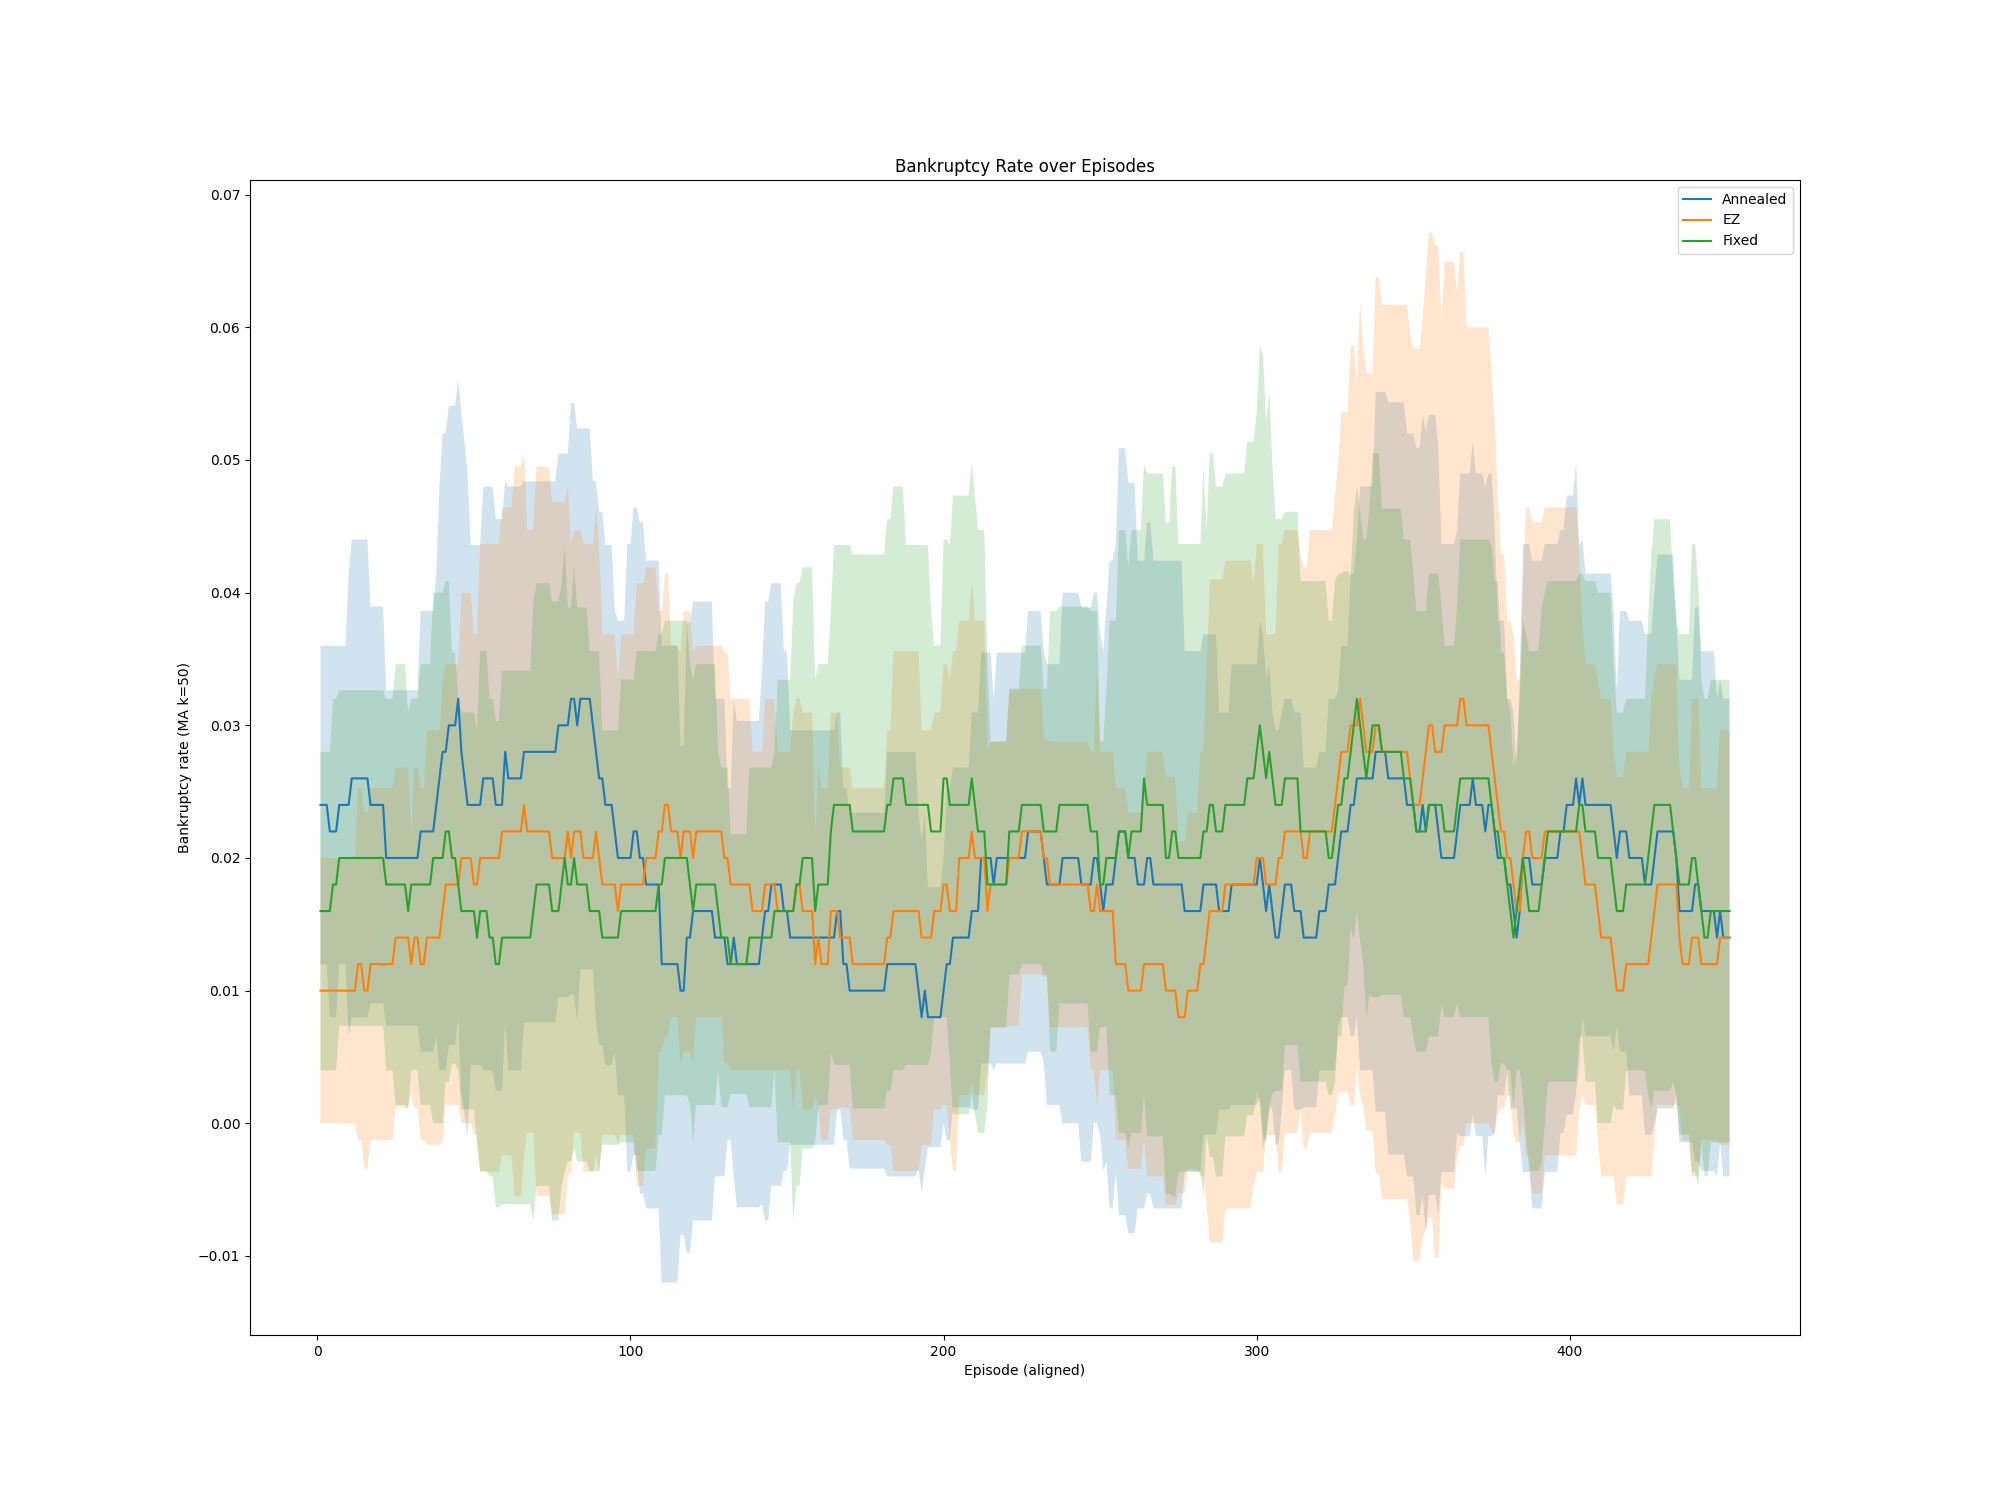 Bankruptcy Rate over Episodes
Annealed
EZ
Fixed
0.07
0.06
0.05
0.04
0.03
0.02
0.01
0.00
−0.01
Bankruptcy rate (MA k=50)
0 100 200 300 400
Episode (aligned)